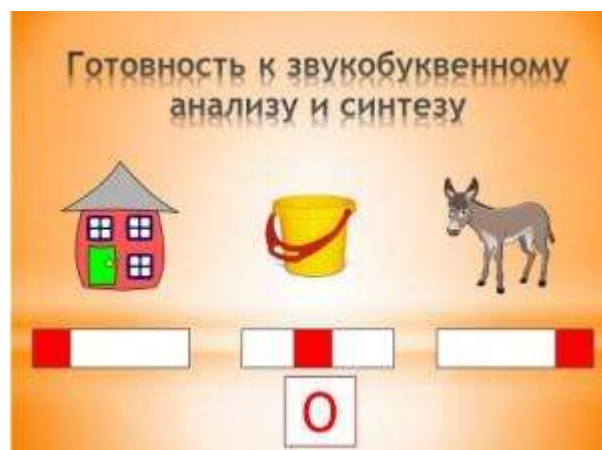 Готовность к звукобуквенному
анализу и синтезу
О